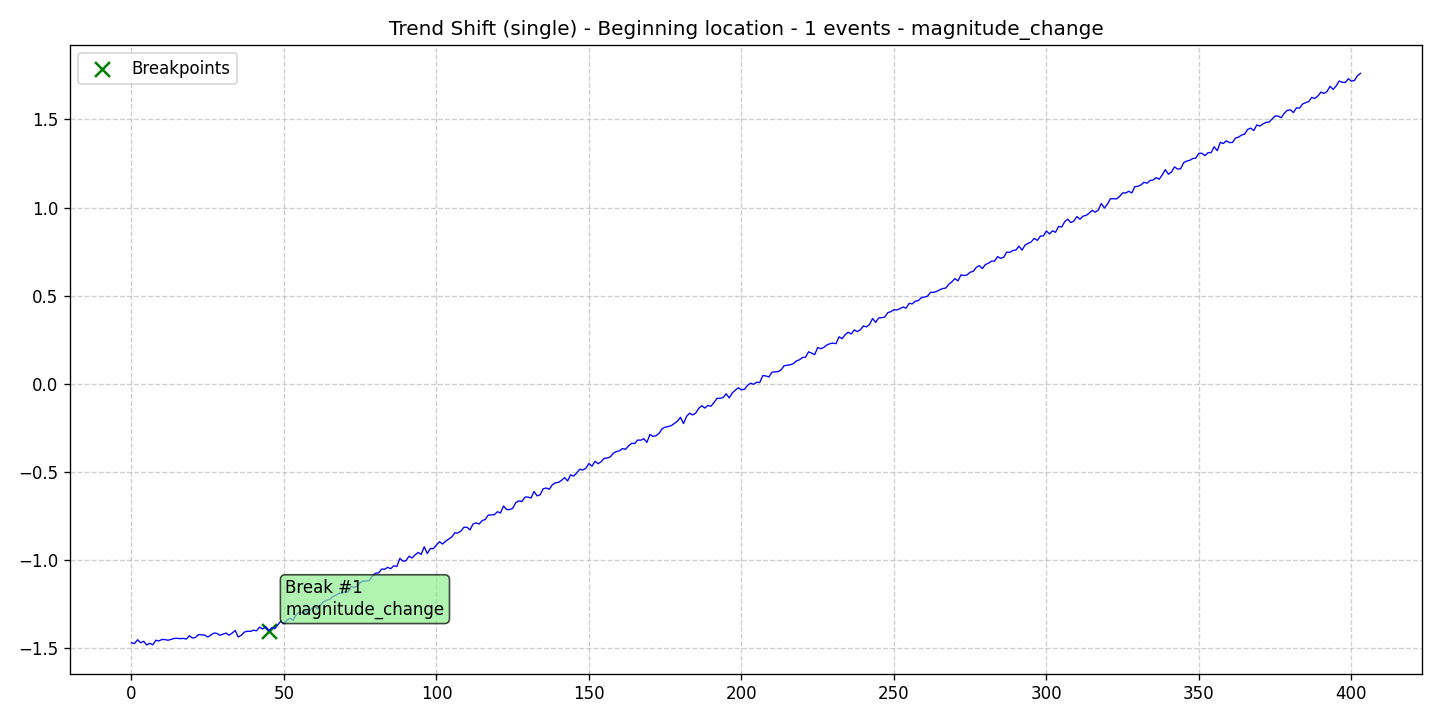 Trend Shift (single) - Beginning location - 1 events - magnitude_change
Breakpoints
1.5
1.0
0.5
0.0
−0.5
−1.0
−1.5
Break #1
magnitude_change
0 50 100 150 200 250 300 350 400